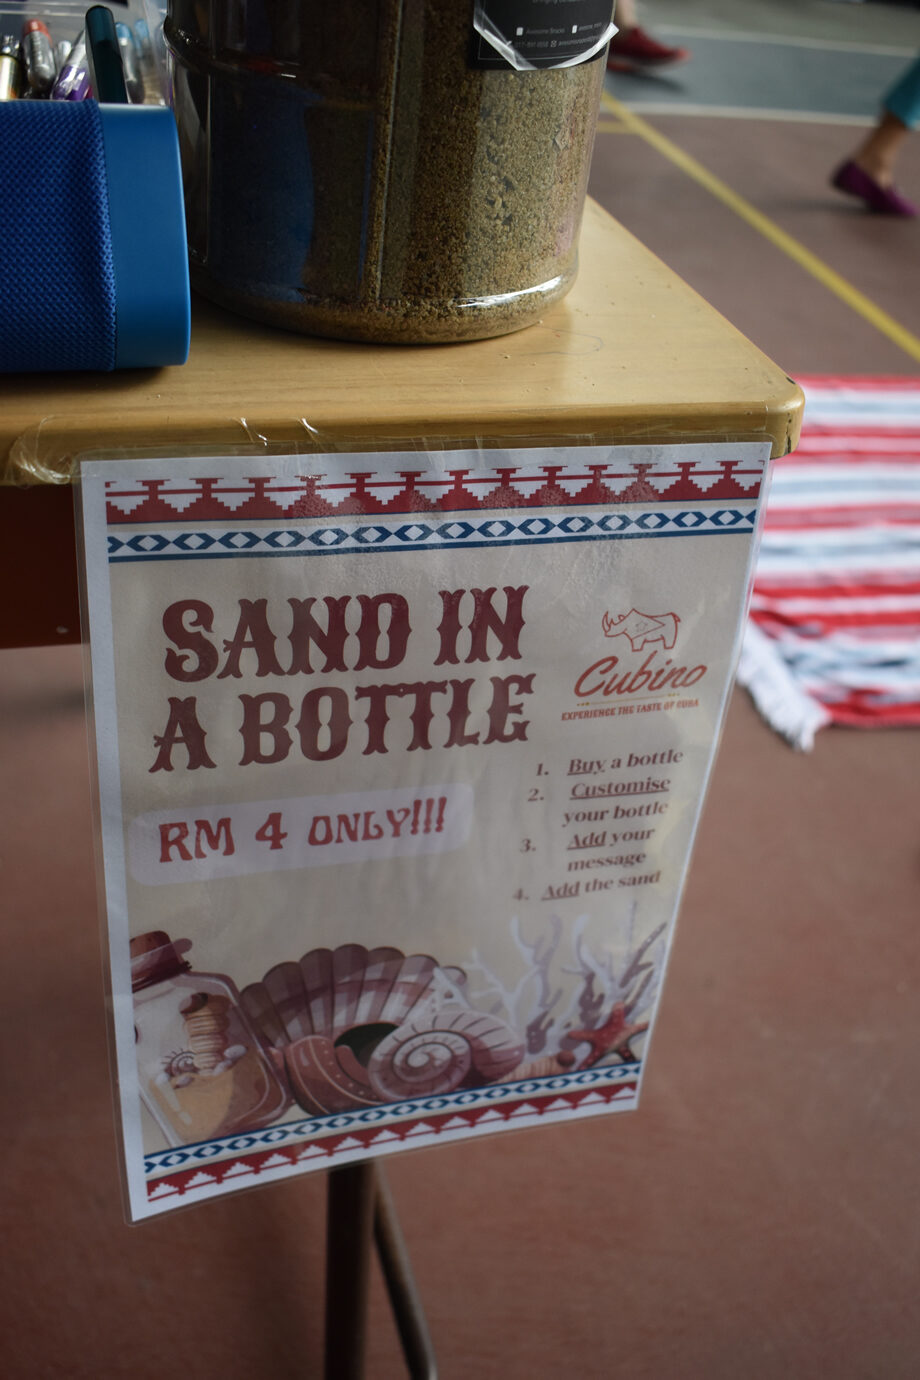 SAND IN
A BOTTLE
RM 4 ONLY!!!
Cubino
EXPERIENCE THE TASTE OF CUBA
1. Buy a bottle
2. Customise
your bottle
3. Add your
message
4. Add the sand